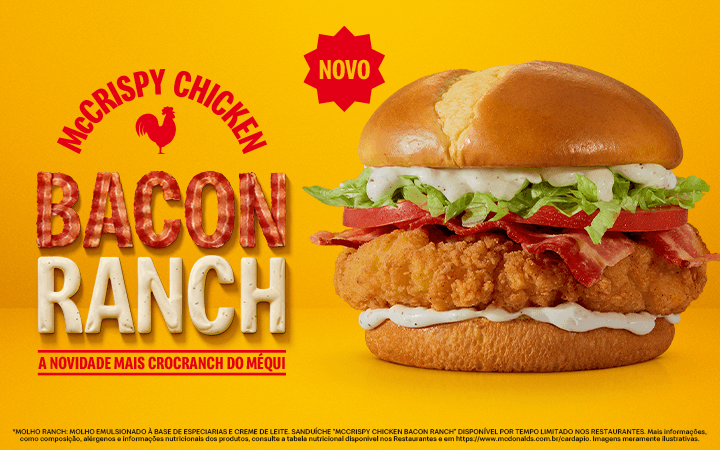 McCRISPY CHICKEN
BACON
RANCH
A NOVIDADE MAIS CROCRANCH DO MÉQUI
NOVO
*MOLHO RANCH: MOLHO EMULSIONADO À BASE DE ESPECIARIAS E CREME DE LEITE. SANDUÍCHE "MCCRISPY CHICKEN BACON RANCH" DISPONÍVEL POR TEMPO LIMITADO NOS RESTAURANTES. Mais informações,
como composição, alérgenos e informações nutricionais dos produtos, consulte a tabela nutricional disponível nos Restaurantes e em https://www.mcdonalds.com.br/cardapio. Imagens meramente ilustrativas.